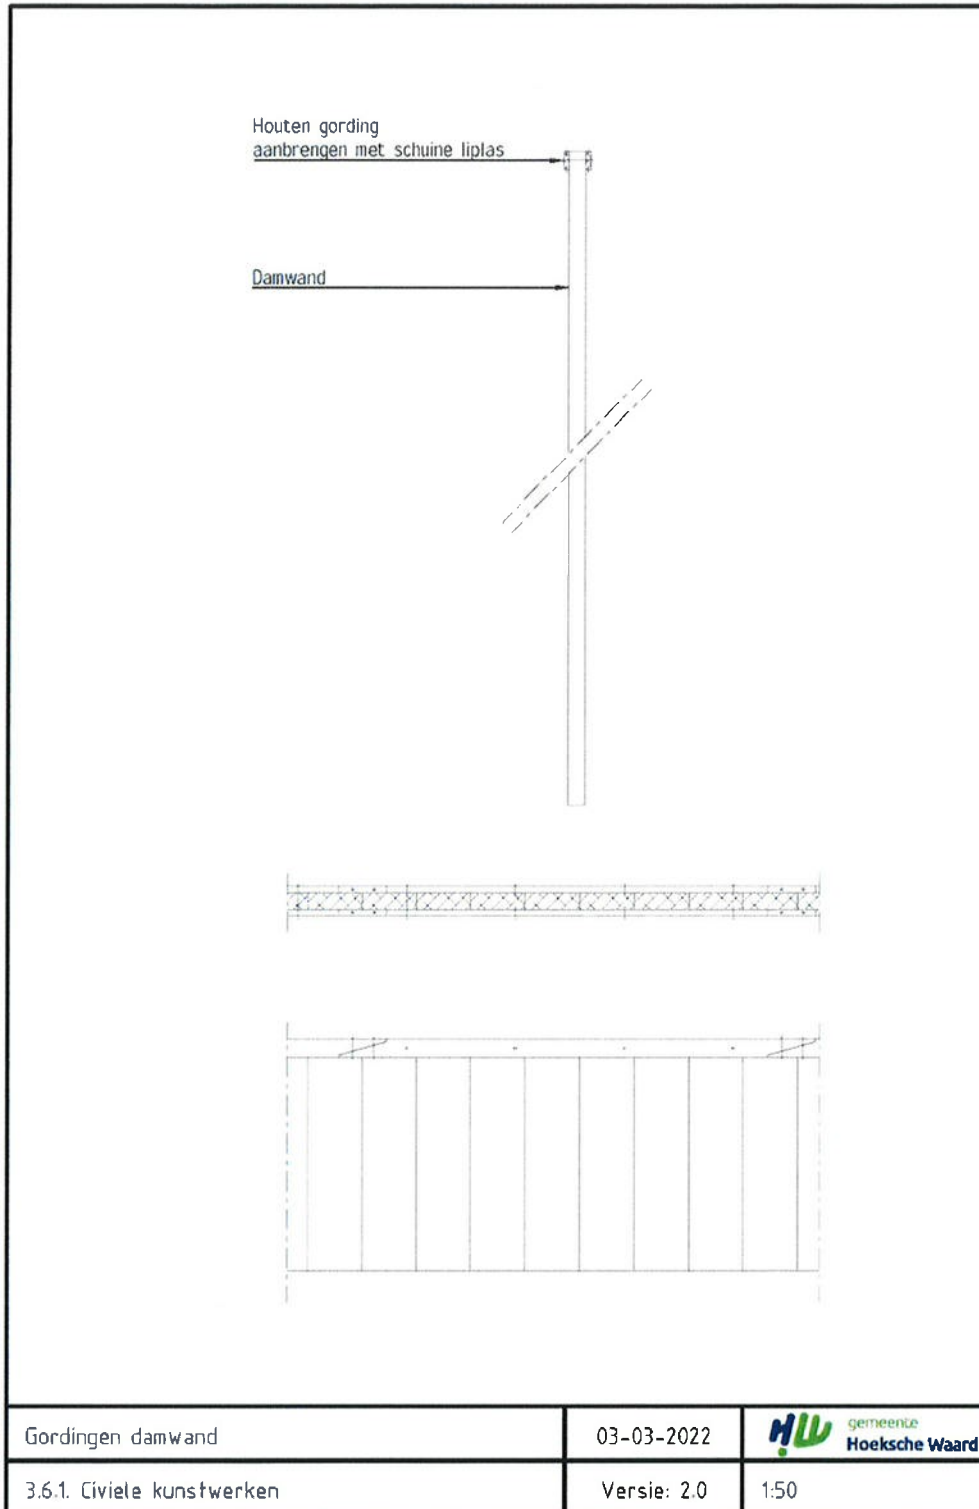 Houten gording
aanbrengen met schuine liplas
Damwand
Gordingen damwand
03-03-2022
gemeente
Hoeksche Waard
3.6.1. Civiele kunstwerken
Versie: 2.0
1:50